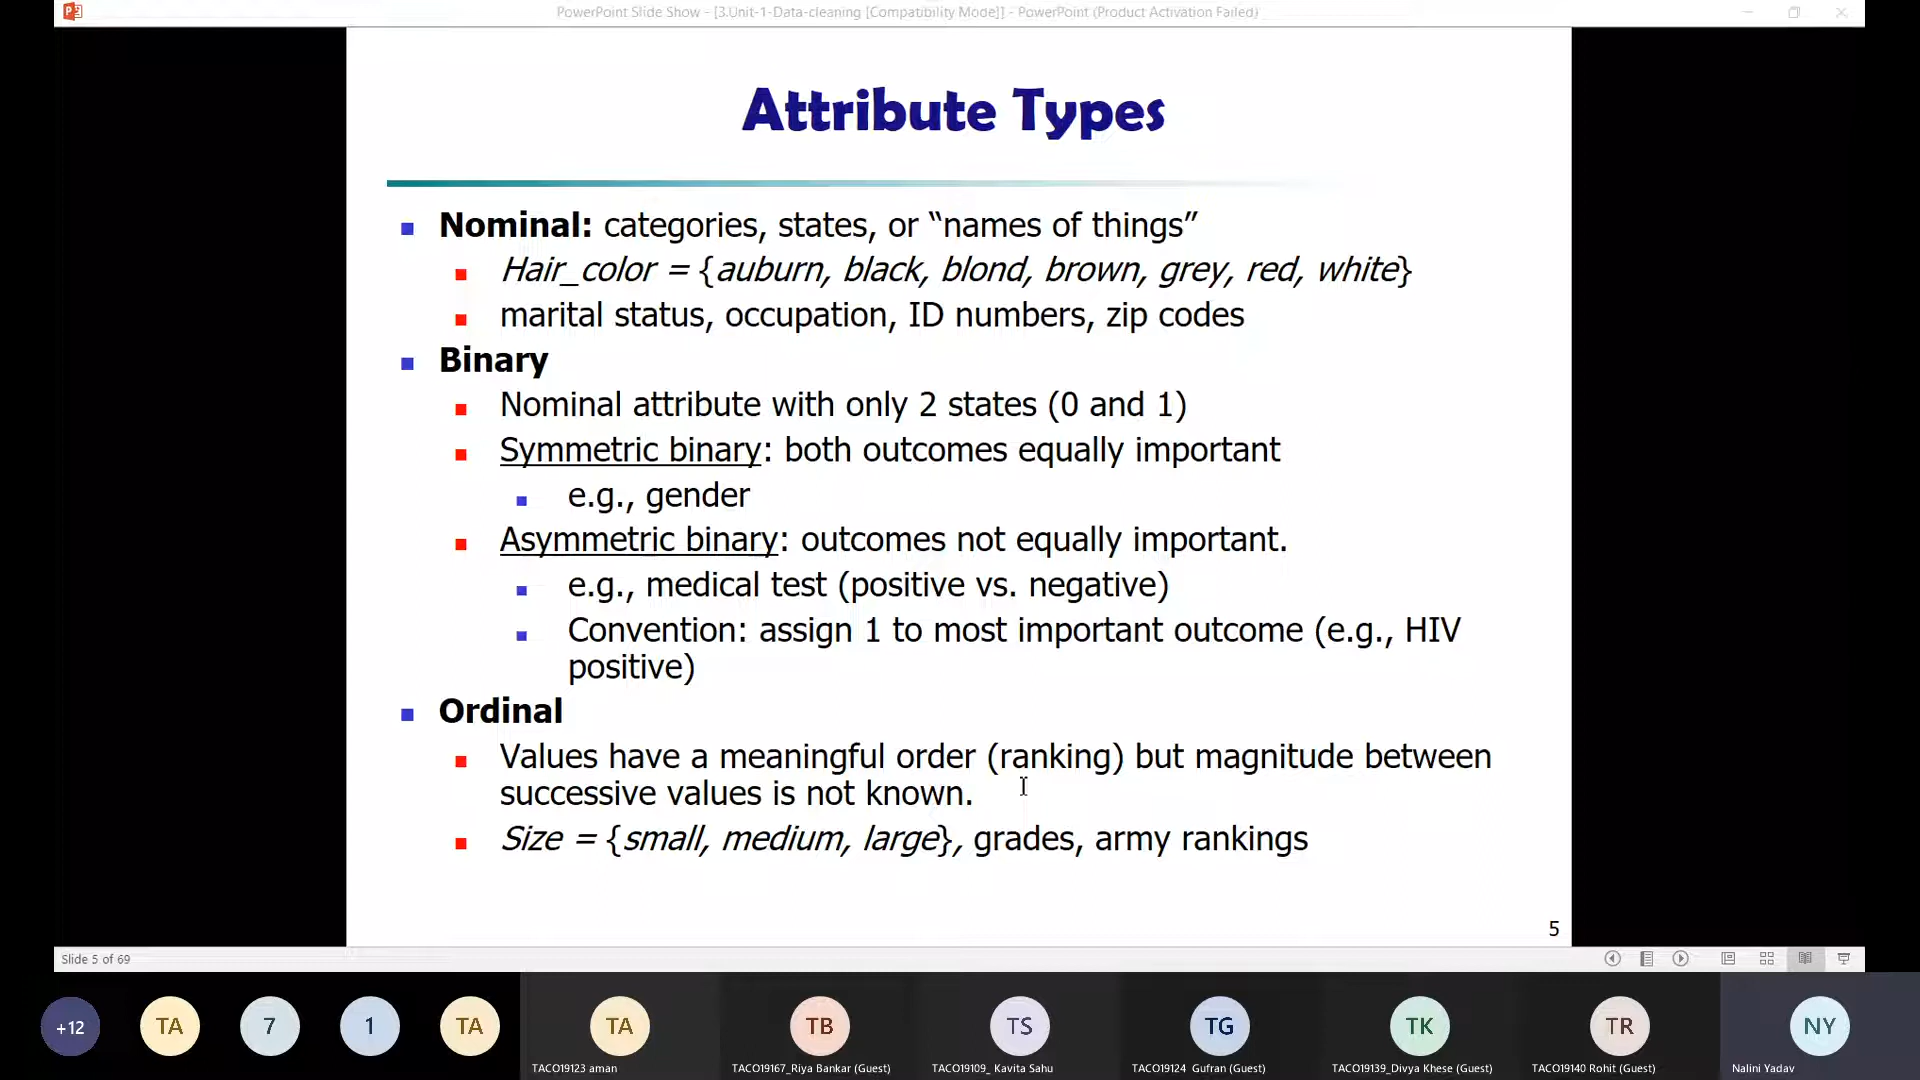 PowerPoint Slide Show - [3.Unit-1-Data-cleaning [Compatibility Mode]] - PowerPoint (Product Activation Failed)
Attribute Types
Nominal: categories, states, or “names of things”
Hair_color = {auburn, black, blond, brown, grey, red, white}
marital status, occupation, ID numbers, zip codes
Binary
Nominal attribute with only 2 states (0 and 1)
Symmetric binary: both outcomes equally important
e.g., gender
Asymmetric binary: outcomes not equally important.
e.g., medical test (positive vs. negative)
Convention: assign 1 to most important outcome (e.g., HIV
positive)
Ordinal
Values have a meaningful order (ranking) but magnitude between
successive values is not known.
Size = {small, medium, large}, grades, army rankings
5
Slide 5 of 69
+12 TA 7 1 TA TA TB TS TG TK TR NY
TACO19123 aman TACO19167_Riya Bankar (Guest) TACO19109_ Kavita Sahu TACO19124 Gufran (Guest) TACO19139_Divya Khese (Guest) TACO19140 Rohit (Guest) Nalini Yadav